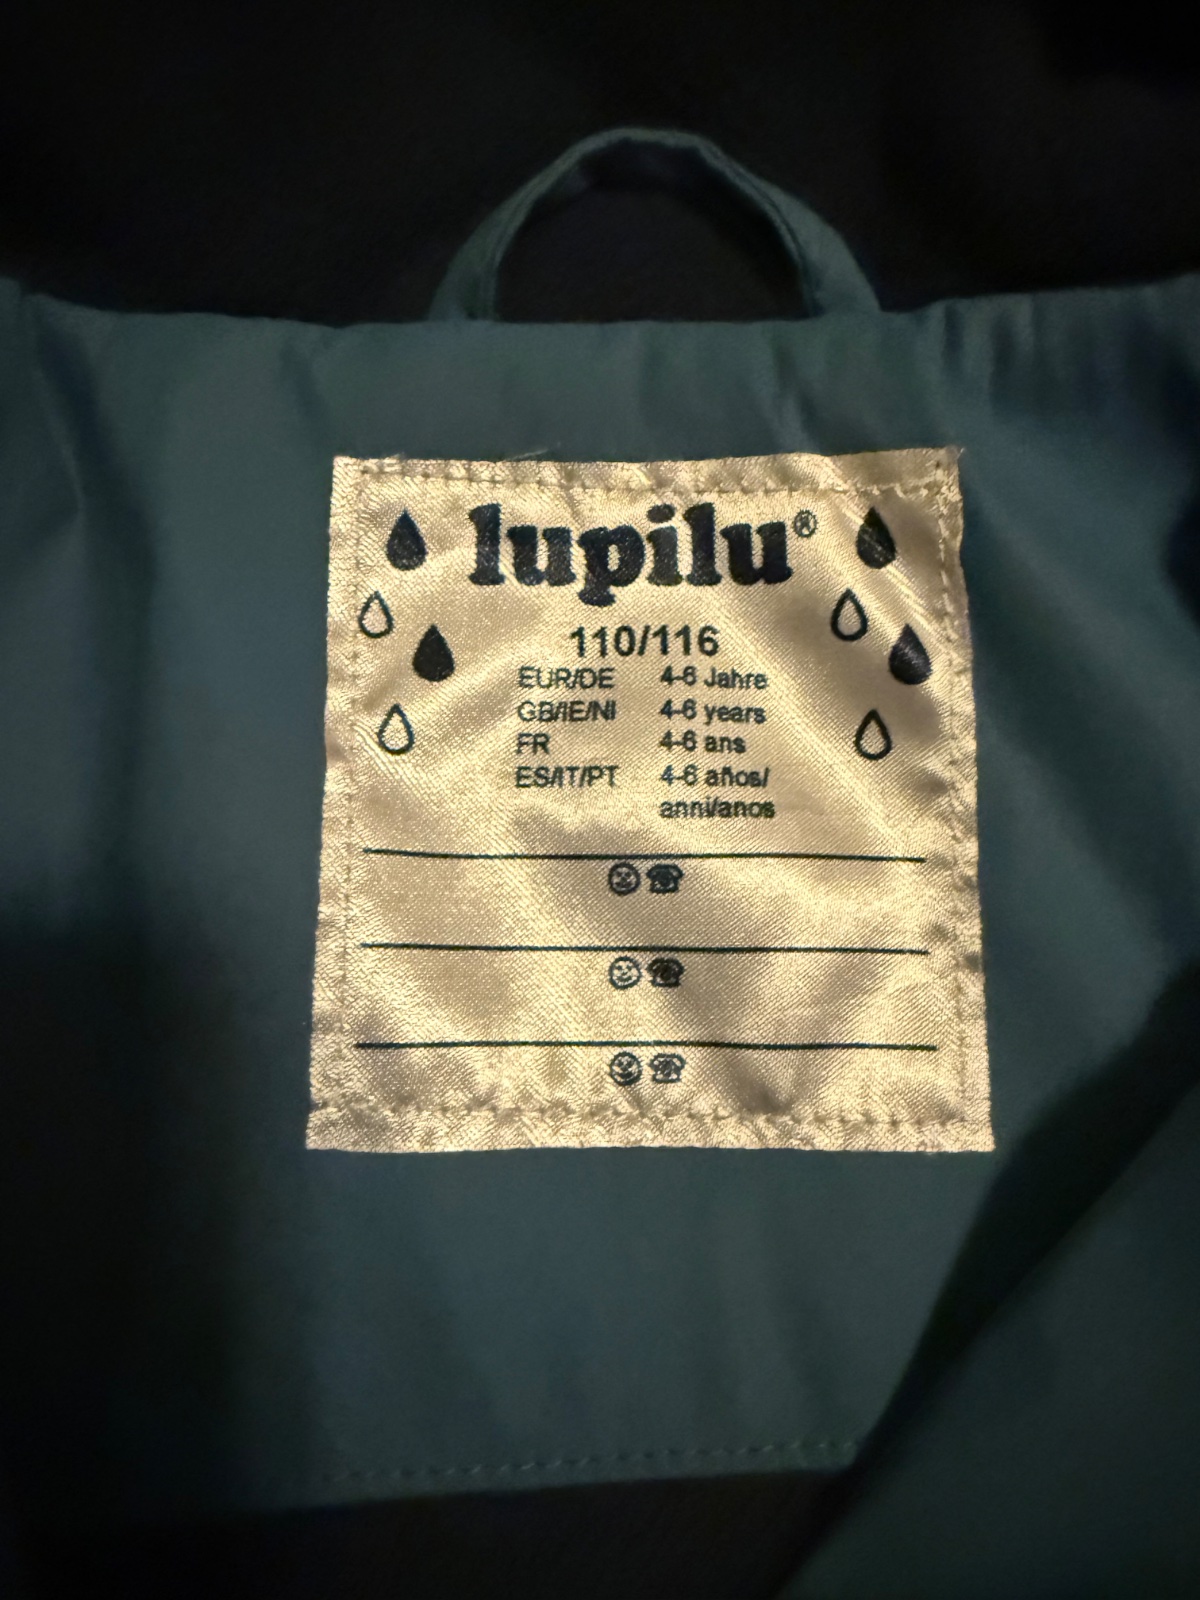 lupilu®
110/116
EUR/DE 4-6 Jahre
GB/IE/NI 4-6 years
FR 4-6 ans
ES/IT/PT 4-6 años/
anni/anos